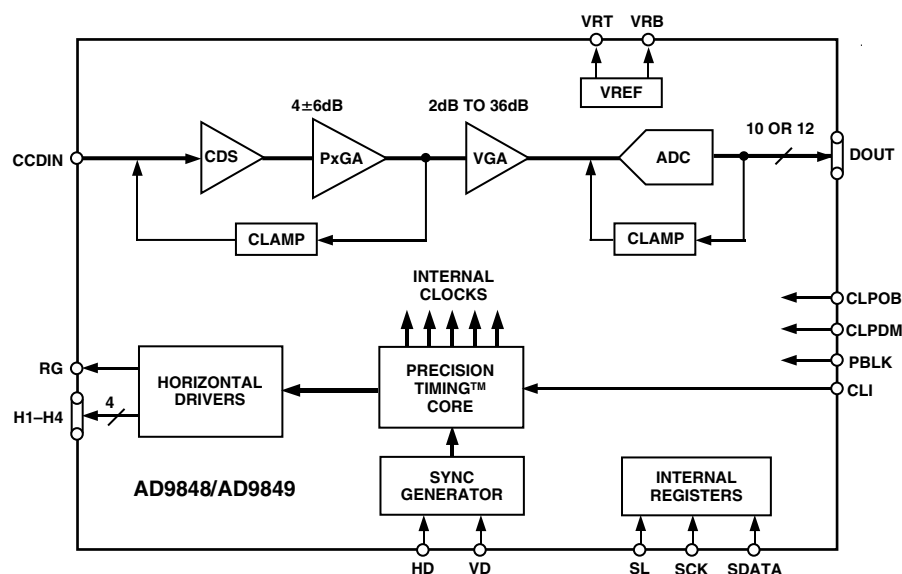 VRT VRB
VREF
4±6dB
2dB TO 36dB
10 OR 12
CCDIN
CDS
PxGA
VGA
ADC
DOUT
CLAMP
CLAMP
INTERNAL
CLOCKS
CLPOB
CLPDM
PBLK
CLI
RG
H1–H4
4
HORIZONTAL
DRIVERS
PRECISION
TIMING™
CORE
SYNC
GENERATOR
INTERNAL
REGISTERS
AD9848/AD9849
HD VD
SL SCK SDATA